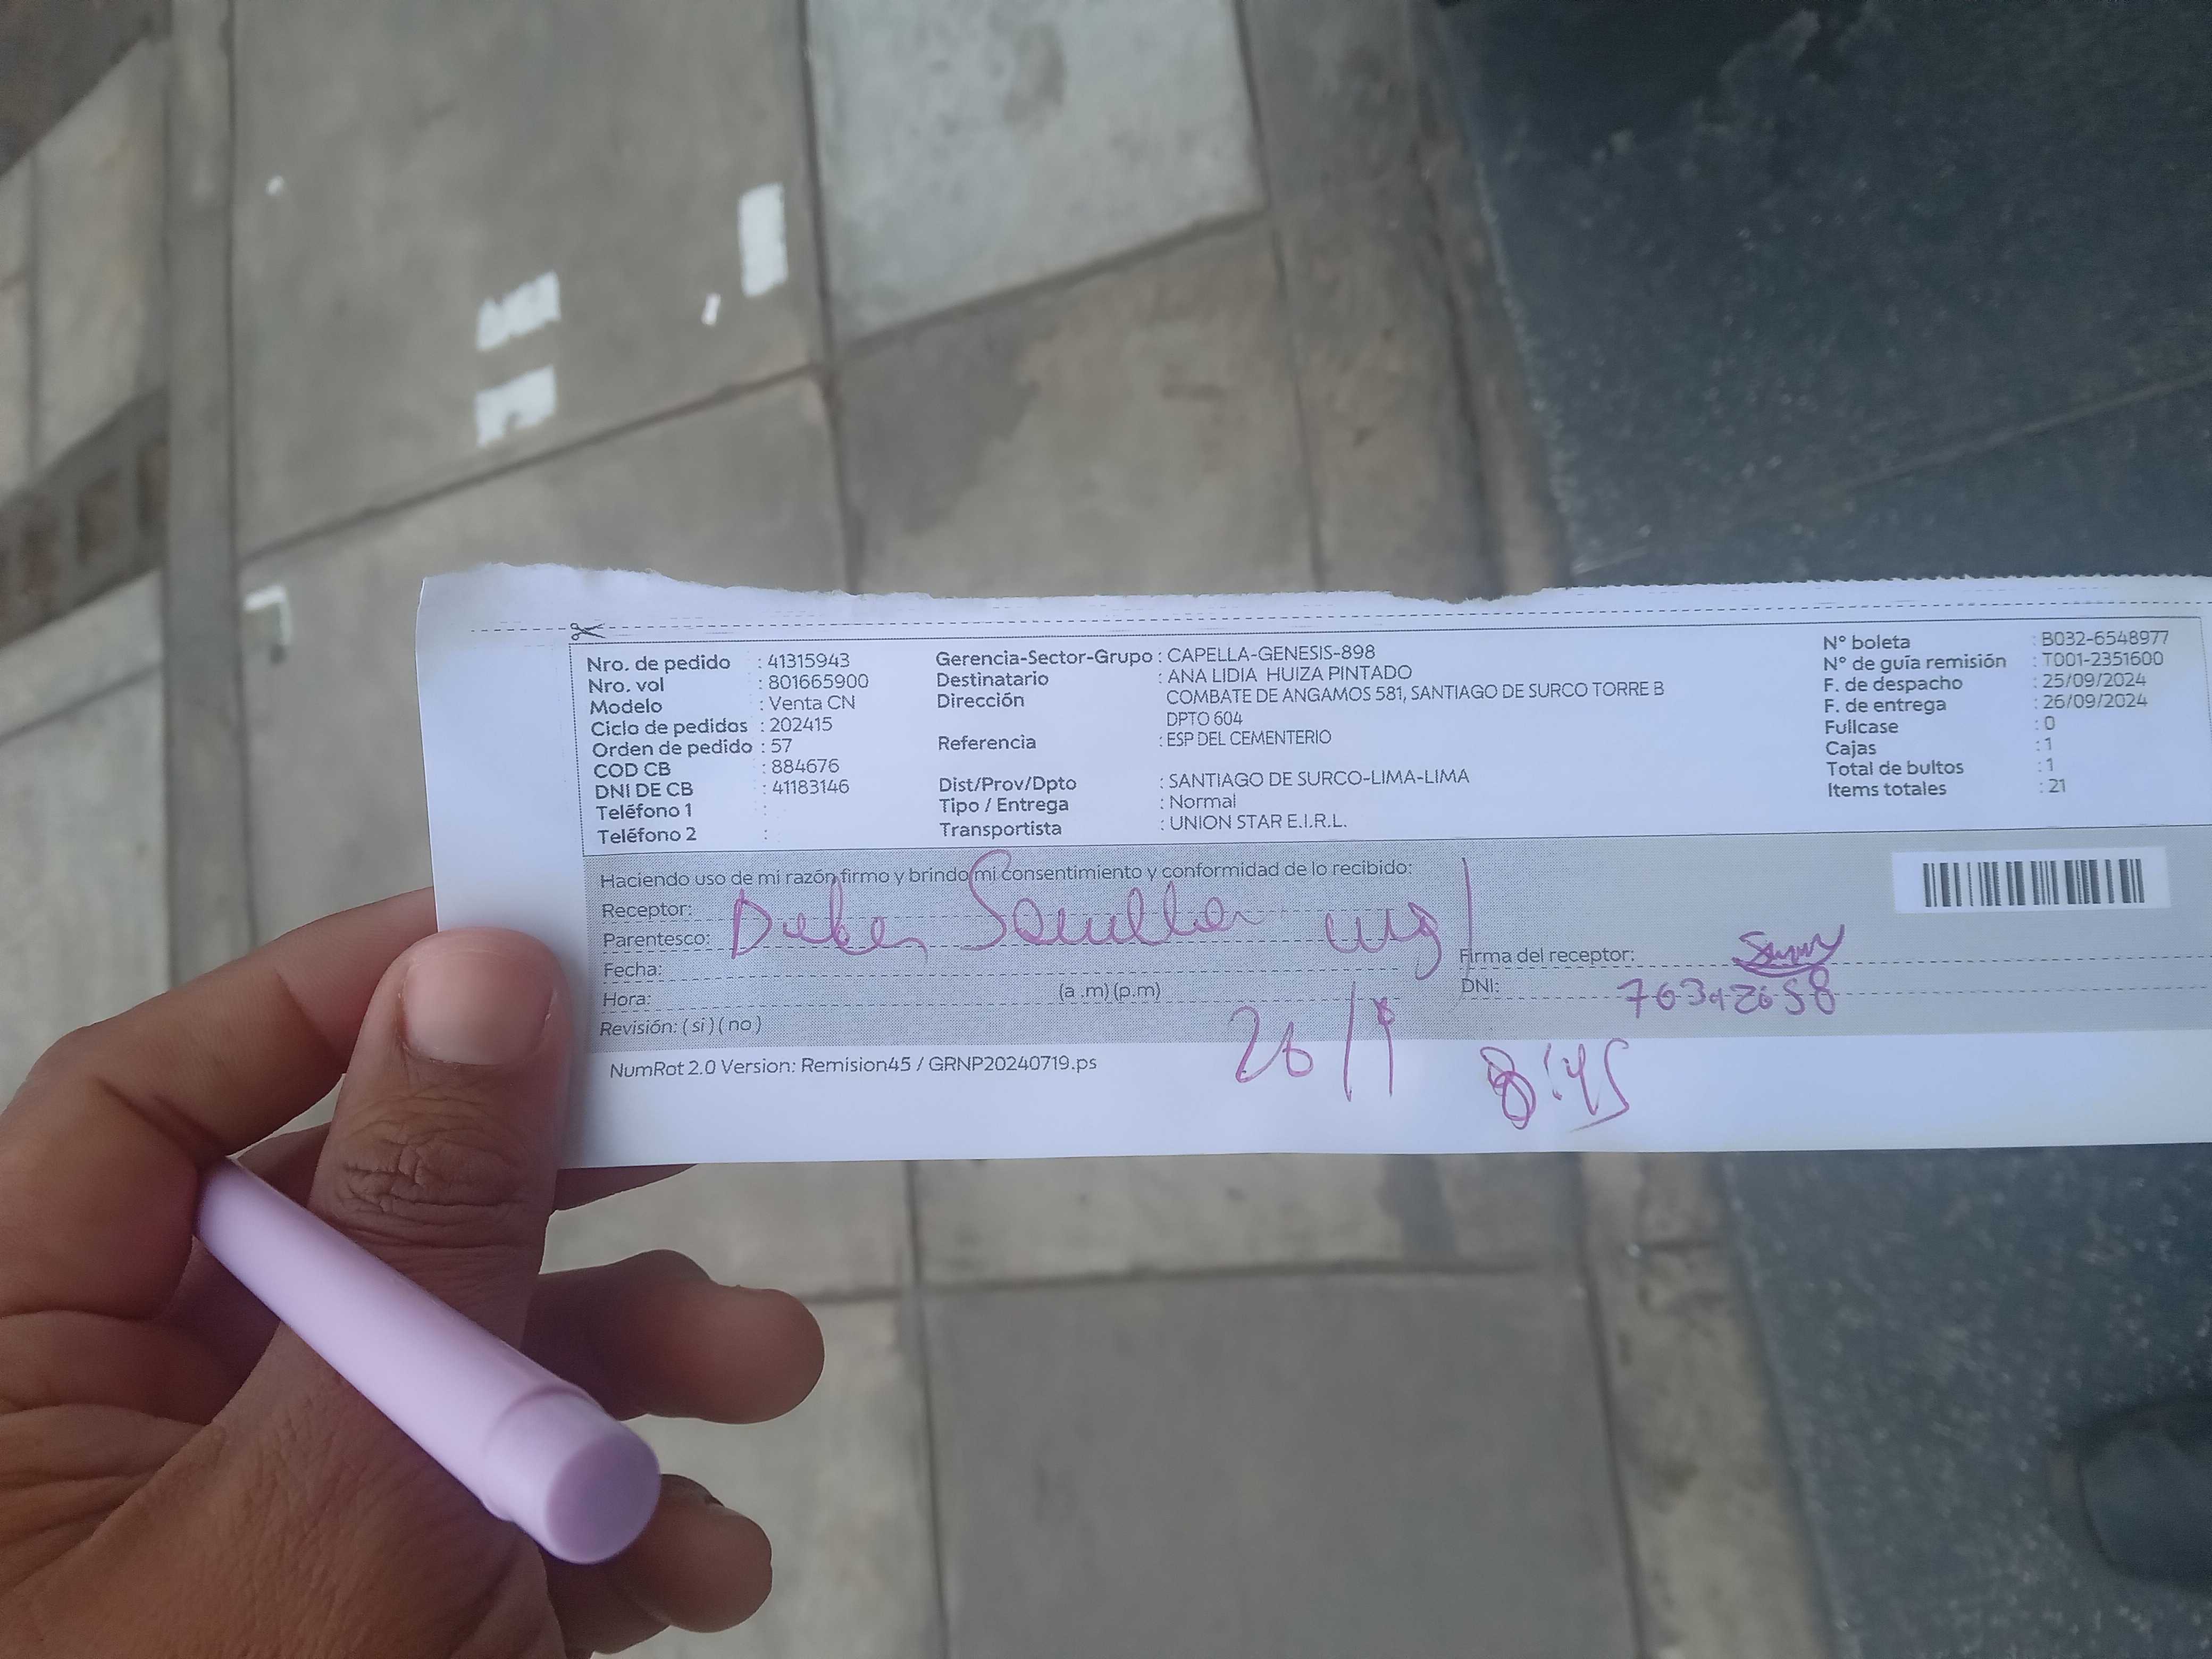 Nro. de pedido : 41315943
Nro. vol : 801665900
Modelo : Venta CN
Ciclo de pedidos : 202415
Orden de pedido : 57
COD CB : 884676
DNI DE CB : 41183146
Teléfono 1 :
Teléfono 2 :
Gerencia-Sector-Grupo : CAPELLA-GENESIS-898
Destinatario : ANA LIDIA HUIZA PINTADO
Dirección COMBATE DE ANGAMOS 581, SANTIAGO DE SURCO TORRE B
DPTO 604
Referencia : ESP DEL CEMENTERIO
Dist/Prov/Dpto : SANTIAGO DE SURCO-LIMA-LIMA
Tipo / Entrega : Normal
Transportista : UNION STAR E.I.R.L.
N° boleta : B032-6548977
N° de guía remisión : T001-2351600
F. de despacho : 25/09/2024
F. de entrega : 26/09/2024
Fullcase : 0
Cajas : 1
Total de bultos : 1
Items totales : 21
Haciendo uso de mi razón firmo y brindo mi consentimiento y conformidad de lo recibido:
Receptor:
Parentesco:
Fecha:
Hora: (a .m) (p.m)
Revisión: ( si ) ( no )
Firma del receptor:
DNI:
26/9
8:45
NumRot 2.0 Version: Remision45 / GRNP20240719.ps